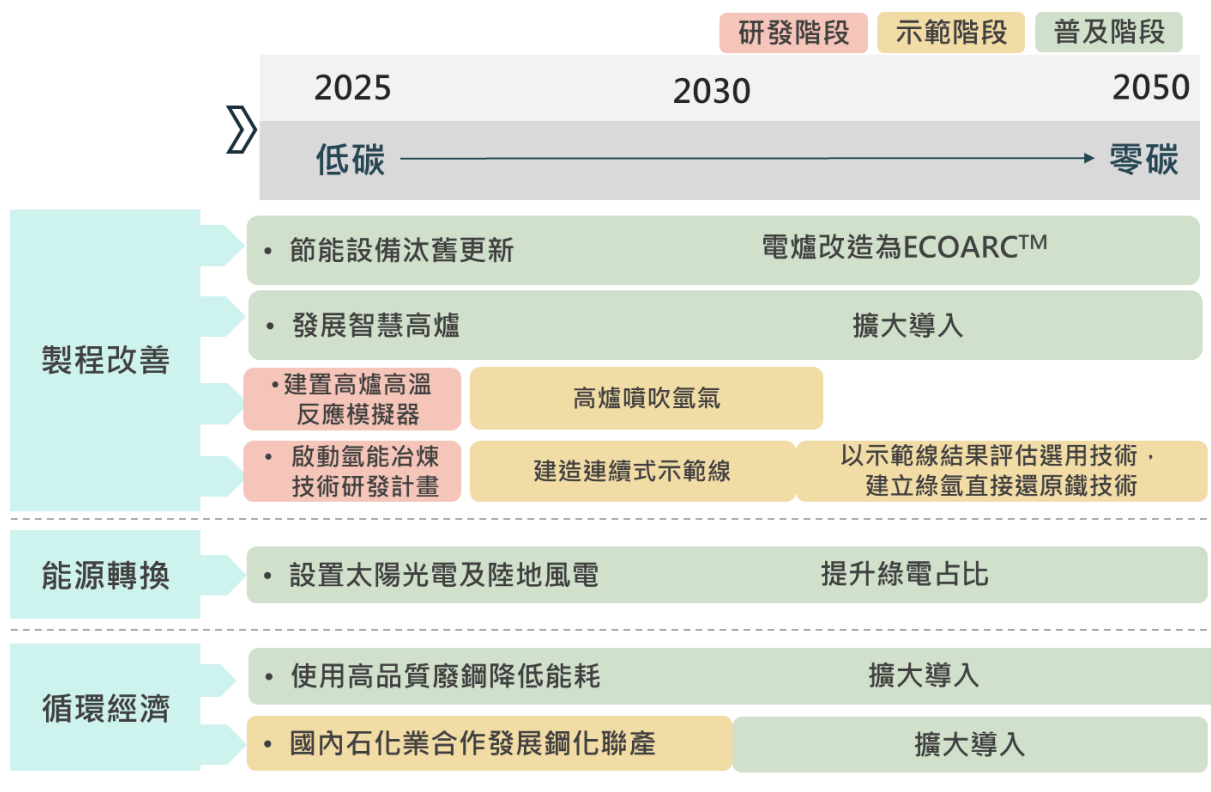 研發階段
示範階段
普及階段
2025
2030
2050
低碳
零碳
製程改善
• 節能設備汰舊更新
電爐改造為ECOARC™
• 發展智慧高爐
擴大導入
•建置高爐高溫
反應模擬器
高爐噴吹氫氣
• 啟動氫能冶煉
技術研發計畫
建造連續式示範線
以示範線結果評估選用技術，
建立綠氫直接還原鐵技術
能源轉換
• 設置太陽光電及陸地風電
提升綠電占比
循環經濟
• 使用高品質廢鋼降低能耗
擴大導入
• 國內石化業合作發展鋼化聯產
擴大導入